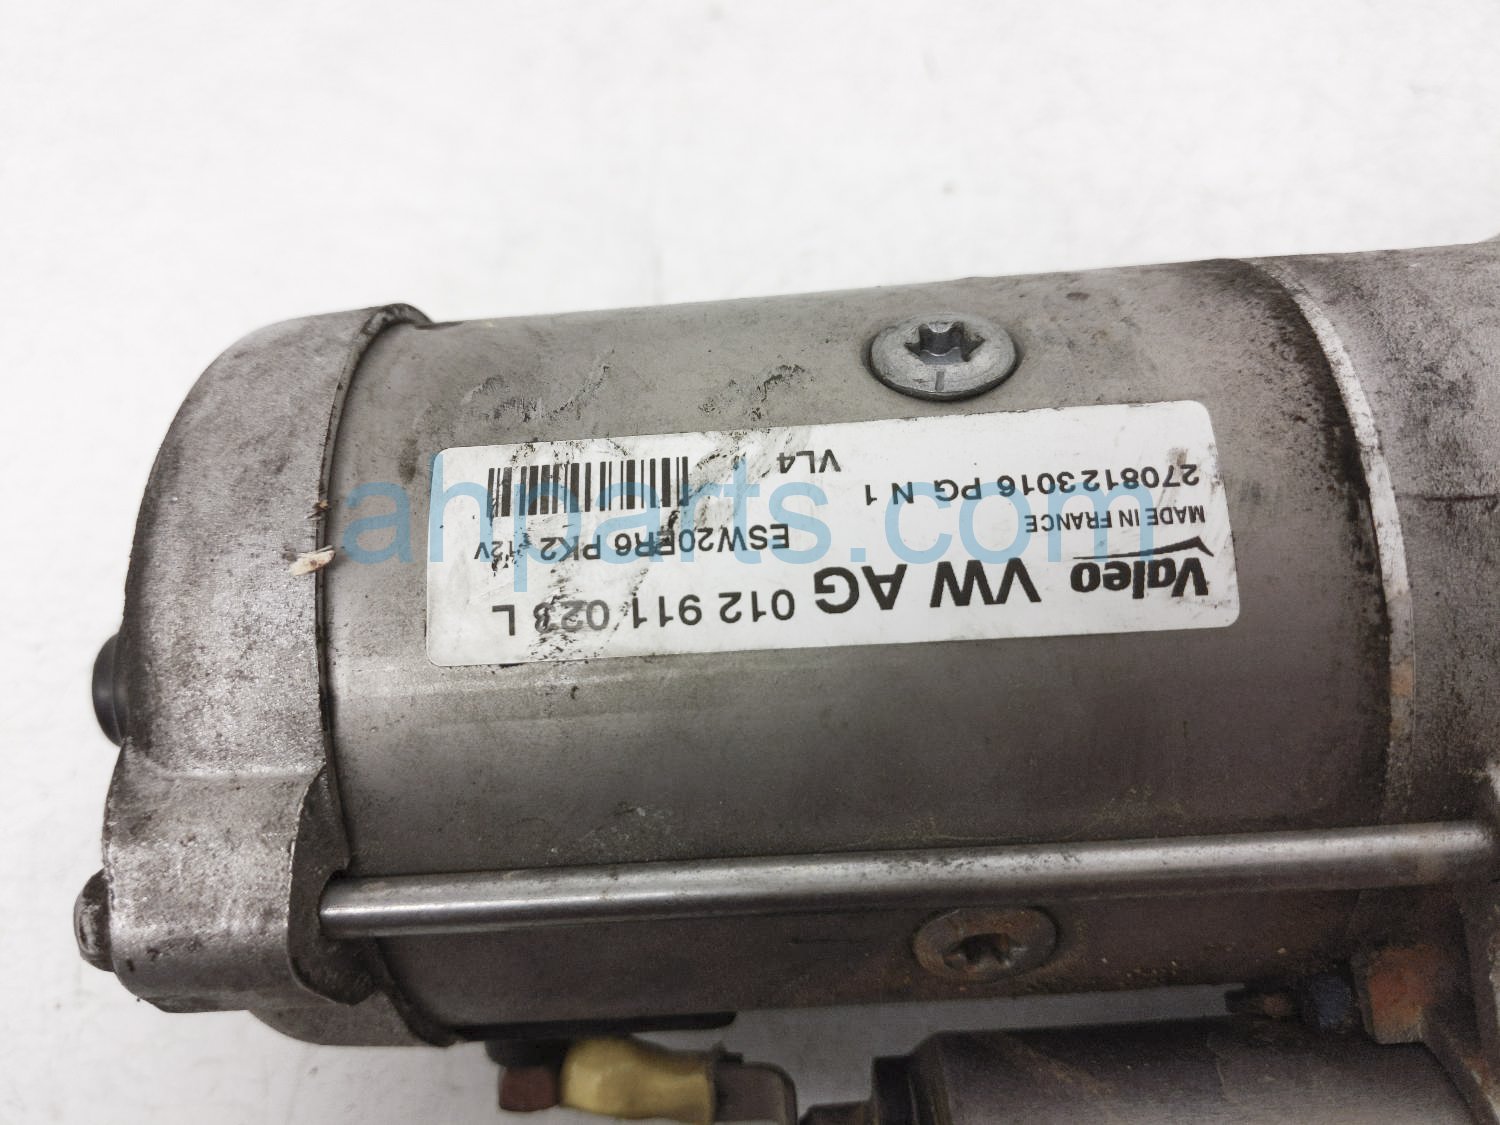 Valeo VW AG 012 911 023 L
MADE IN FRANCE
ESW20ER6 PK2 12V
2708123016 PG N 1
VL4
ahparts.com